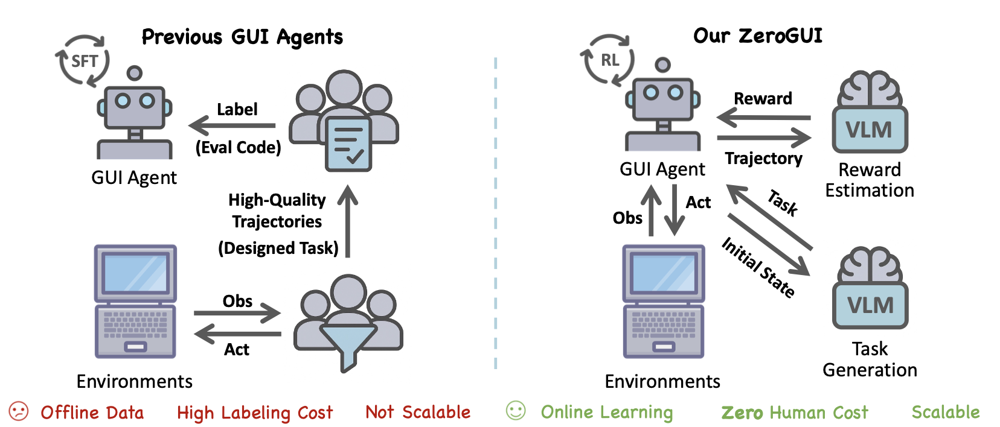 Previous GUI Agents
SFT
Label
(Eval Code)
GUI Agent
High-Quality
Trajectories
(Designed Task)
Obs
Act
Environments
Offline Data
High Labeling Cost
Not Scalable
Our ZeroGUI
RL
Reward
Trajectory
VLM
GUI Agent
Reward
Estimation
Obs
Act
Task
Initial State
VLM
Task
Generation
Environments
Online Learning
Zero Human Cost
Scalable